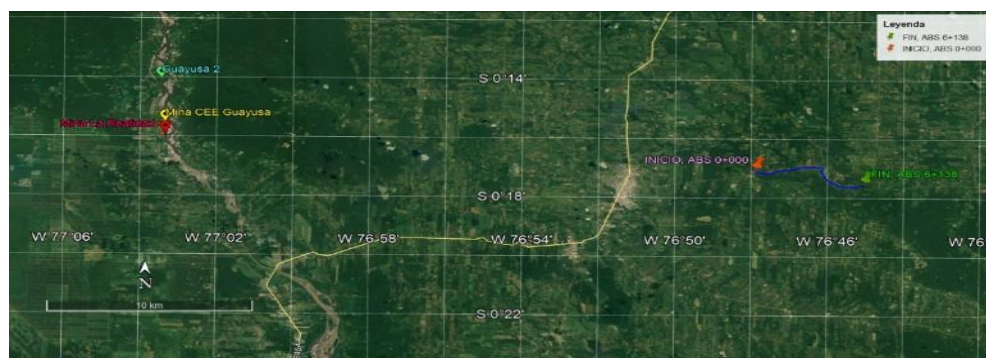 Leyenda
FIN, ABS 6+138
INICIO, ABS 0+000
Guayusa 2
S 0°14'
Mina CEE Guayusa
INICIO, ABS 0+000
FIN, ABS 6+138
S 0°18'
W 77°06'
W 77°02'
W 76°58'
W 76°54'
W 76°50'
W 76°46'
W 76
N
10 km
S 0°22'